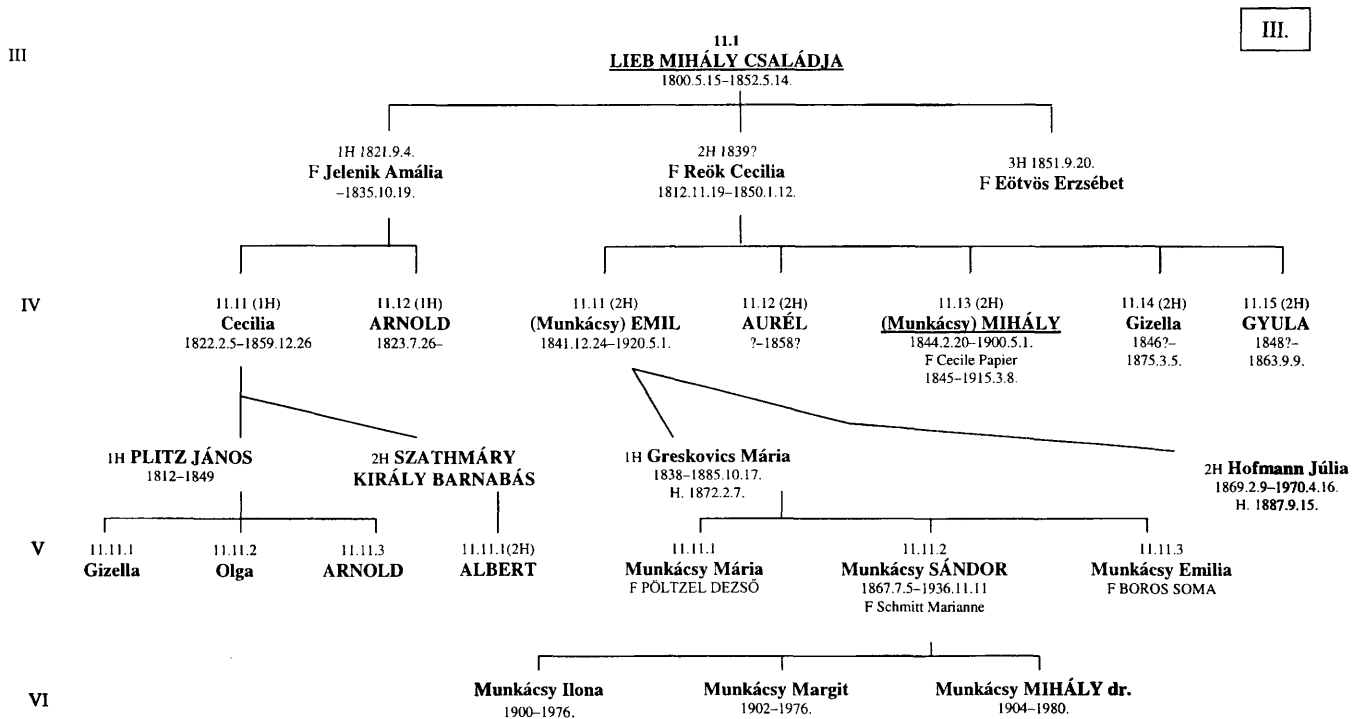 III.
III
11.1
LIEB MIHÁLY CSALÁDJA
1800.5.15–1852.5.14.
1H 1821.9.4.
F Jelenik Amália
–1835.10.19.
2H 1839?
F Reök Cecilia
1812.11.19–1850.1.12.
3H 1851.9.20.
F Eötvös Erzsébet
IV
11.11 (1H)
Cecilia
1822.2.5–1859.12.26
11.12 (1H)
ARNOLD
1823.7.26–
11.11 (2H)
(Munkácsy) EMIL
1841.12.24–1920.5.1.
11.12 (2H)
AURÉL
?–1858?
11.13 (2H)
(Munkácsy) MIHÁLY
1844.2.20–1900.5.1.
F Cecile Papier
1845–1915.3.8.
11.14 (2H)
Gizella
1846?–
1875.3.5.
11.15 (2H)
GYULA
1848?–
1863.9.9.
1H PLITZ JÁNOS
1812–1849
2H SZATHMÁRY
KIRÁLY BARNABÁS
1H Greskovics Mária
1838–1885.10.17.
H. 1872.2.7.
2H Hofmann Júlia
1869.2.9–1970.4.16.
H. 1887.9.15.
V
11.11.1
Gizella
11.11.2
Olga
11.11.3
ARNOLD
11.11.1(2H)
ALBERT
11.11.1
Munkácsy Mária
F PÖLTZEL DEZSŐ
11.11.2
Munkácsy SÁNDOR
1867.7.5–1936.11.11
F Schmitt Marianne
11.11.3
Munkácsy Emilia
F BOROS SOMA
VI
Munkácsy Ilona
1900–1976.
Munkácsy Margit
1902–1976.
Munkácsy MIHÁLY dr.
1904–1980.